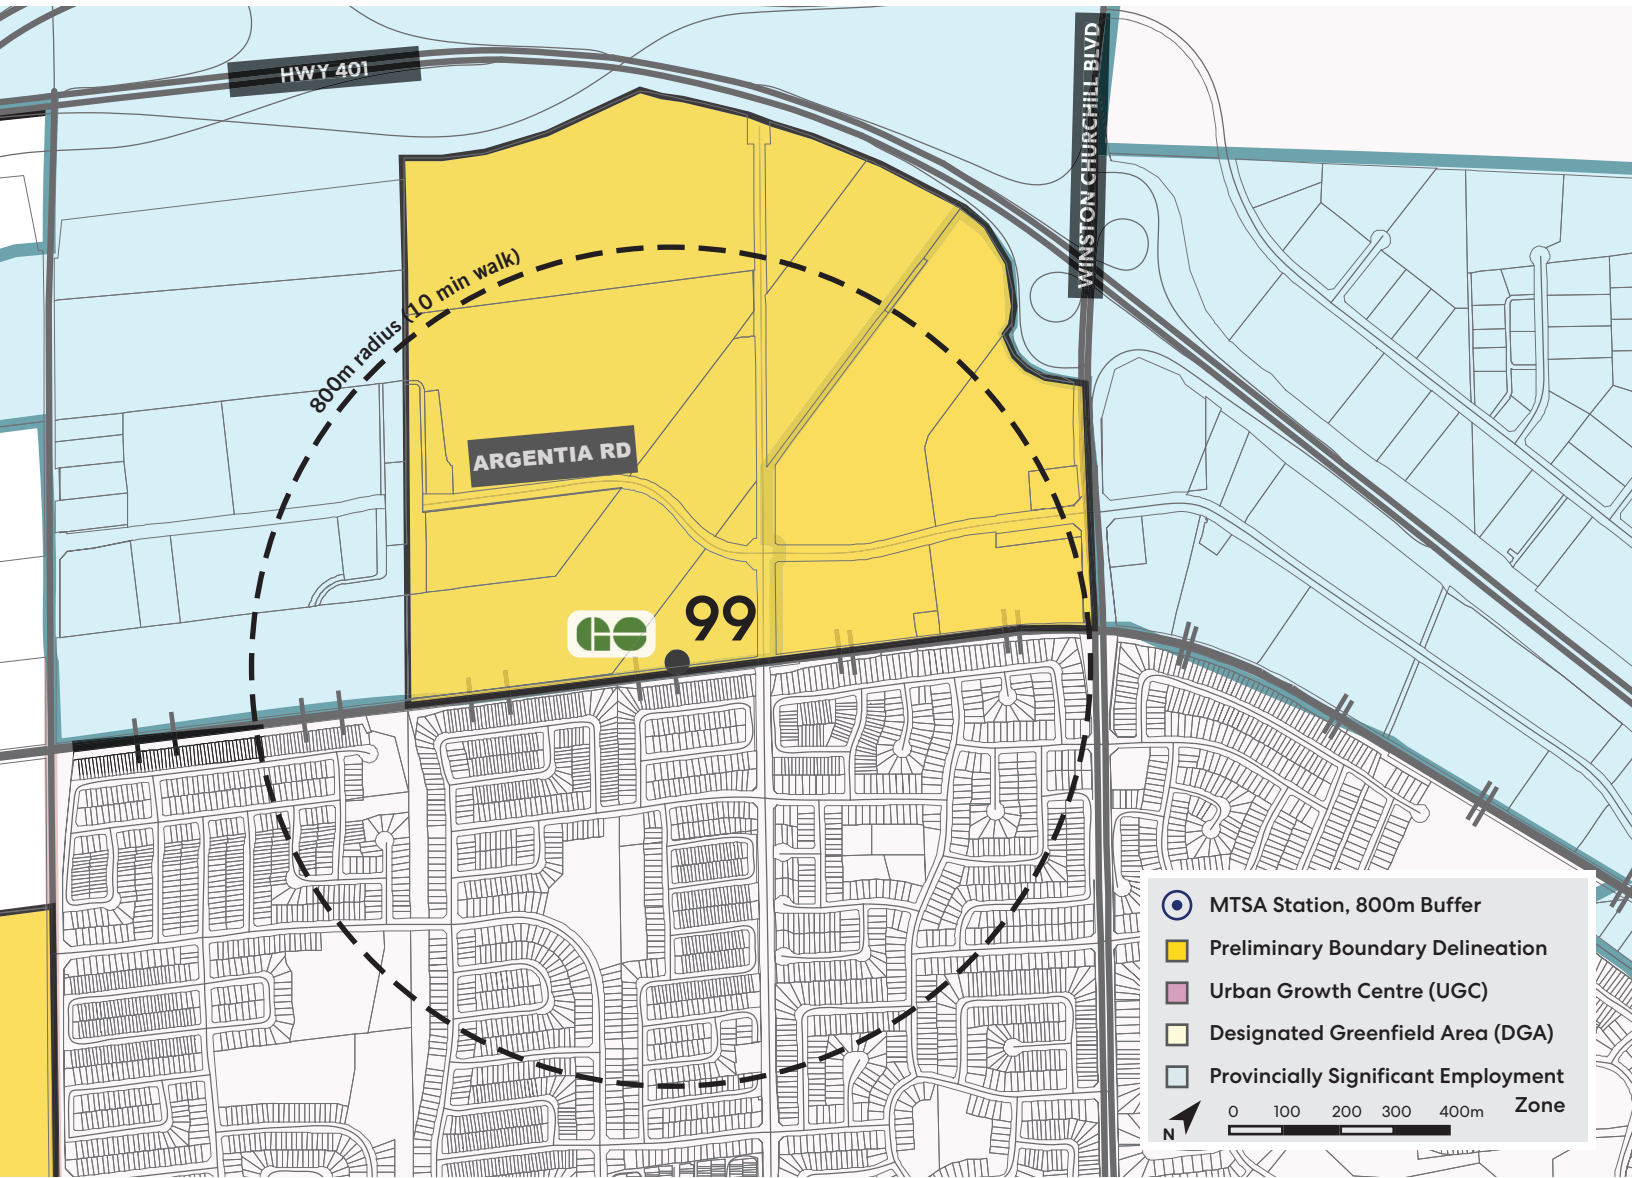 HWY 401
WINSTON CHURCHILL BLVD
800m radius (10 min walk)
ARGENTIA RD
GO
99
MTSA Station, 800m Buffer
Preliminary Boundary Delineation
Urban Growth Centre (UGC)
Designated Greenfield Area (DGA)
Provincially Significant Employment
Zone
N
0 100 200 300 400m